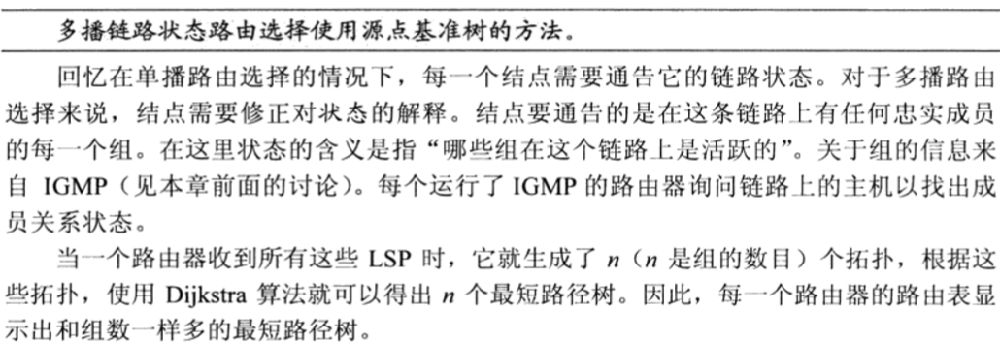 多播链路状态路由选择使用源点基准树的方法。
回忆在单播路由选择的情况下，每一个结点需要通告它的链路状态。对于多播路由
选择来说，结点需要修正对状态的解释。结点要通告的是在这条链路上有任何忠实成员
的每一个组。在这里状态的含义是指“哪些组在这个链路上是活跃的”。关于组的信息来
自 IGMP（见本章前面的讨论）。每个运行了 IGMP 的路由器询问链路上的主机以找出成
员关系状态。
当一个路由器收到所有这些 LSP 时，它就生成了 n（n 是组的数目）个拓扑，根据这
些拓扑，使用 Dijkstra 算法就可以得出 n 个最短路径树。因此，每一个路由器的路由表显
示出和组数一样多的最短路径树。